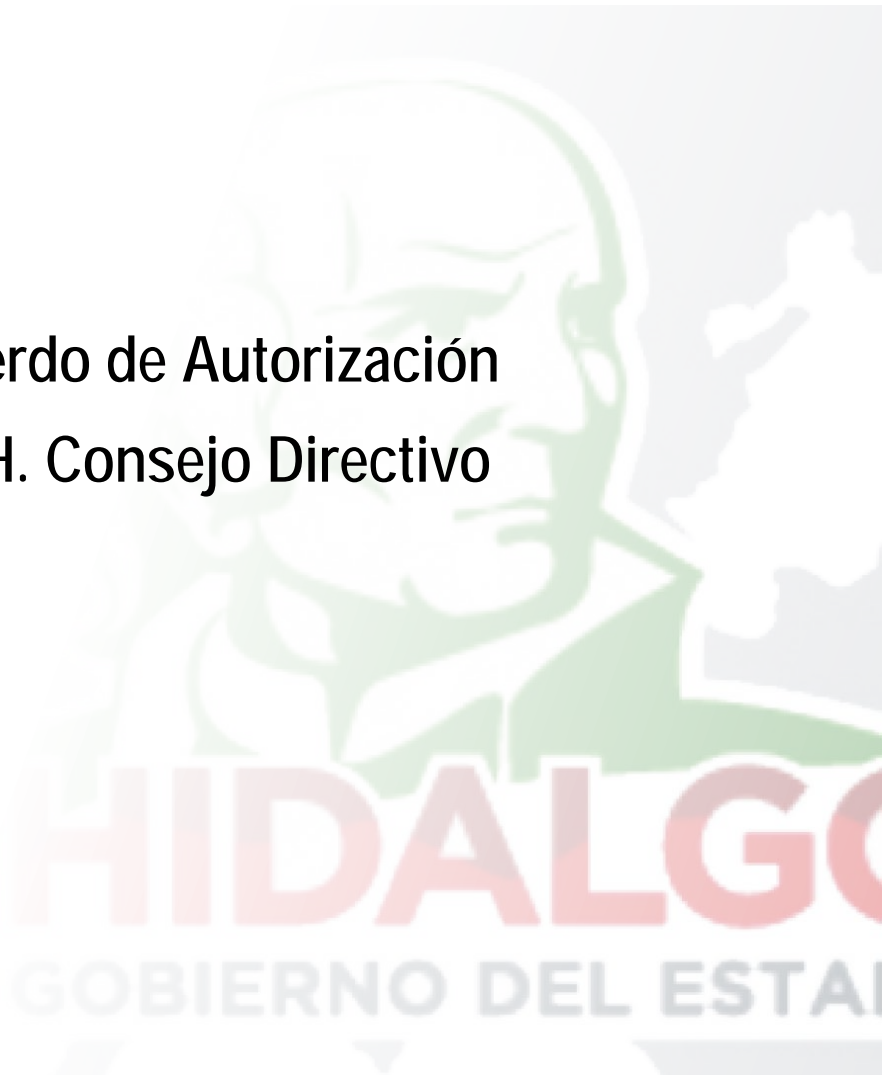 erdo de Autorización
H. Consejo Directivo
HIDALGO
GOBIERNO DEL ESTA